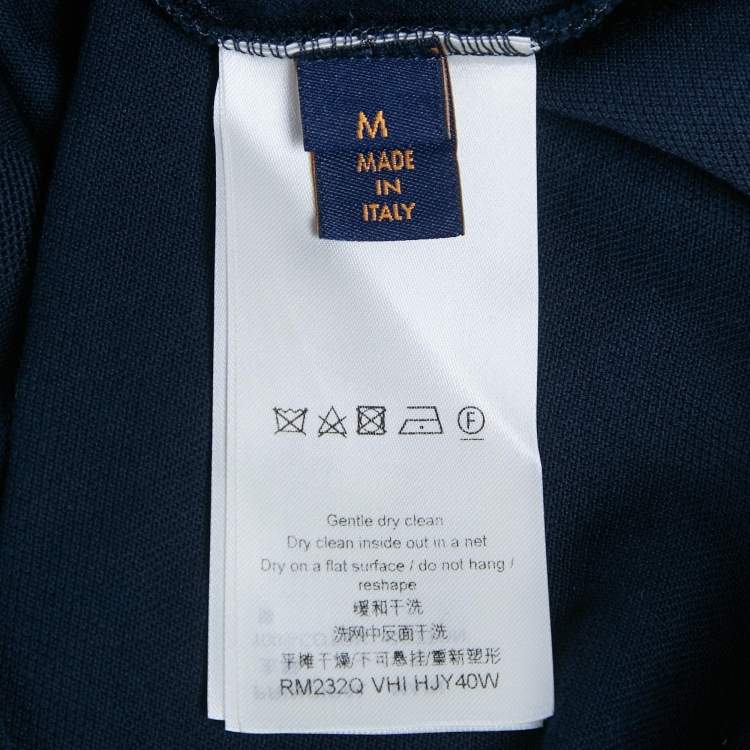 M
MADE
IN
ITALY
F
Gentle dry clean
Dry clean inside out in a net
Dry on a flat surface / do not hang /
reshape
缓和干洗
洗网中反面干洗
平摊干燥/不可悬挂/重新塑形
RM232Q VHI HJY40W